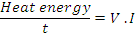 Heat energy / t = V . I